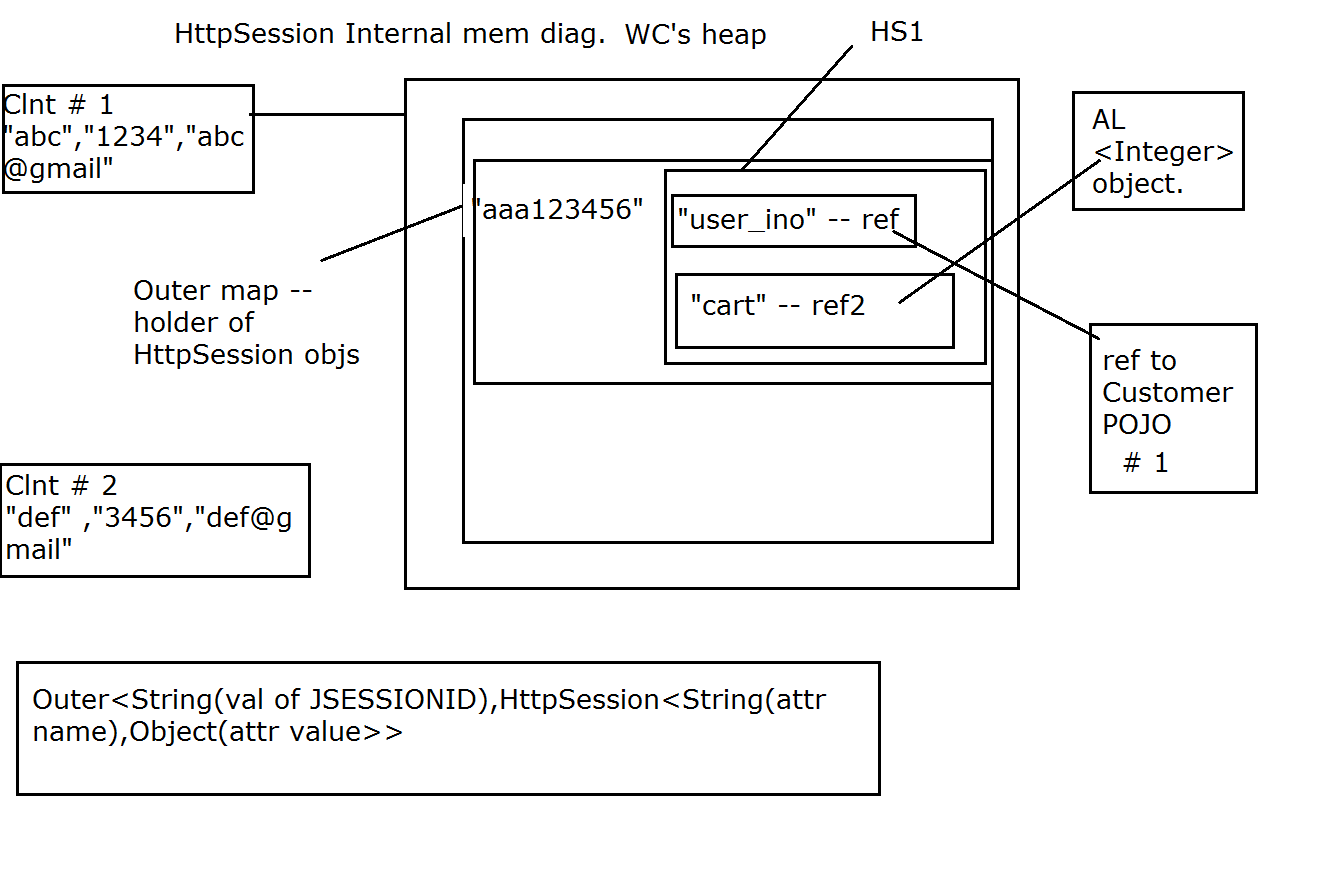 HttpSession Internal mem diag.  WC's heap
HS1
Clnt # 1
"abc","1234","abc
@gmail"
AL
<Integer>
object.
"aaa123456"
"user_ino" -- ref
"cart" -- ref2
Outer map --
holder of
HttpSession objs
ref to
Customer
POJO
# 1
Clnt # 2
"def" ,"3456","def@g
mail"
Outer<String(val of JSESSIONID),HttpSession<String(attr
name),Object(attr value>>